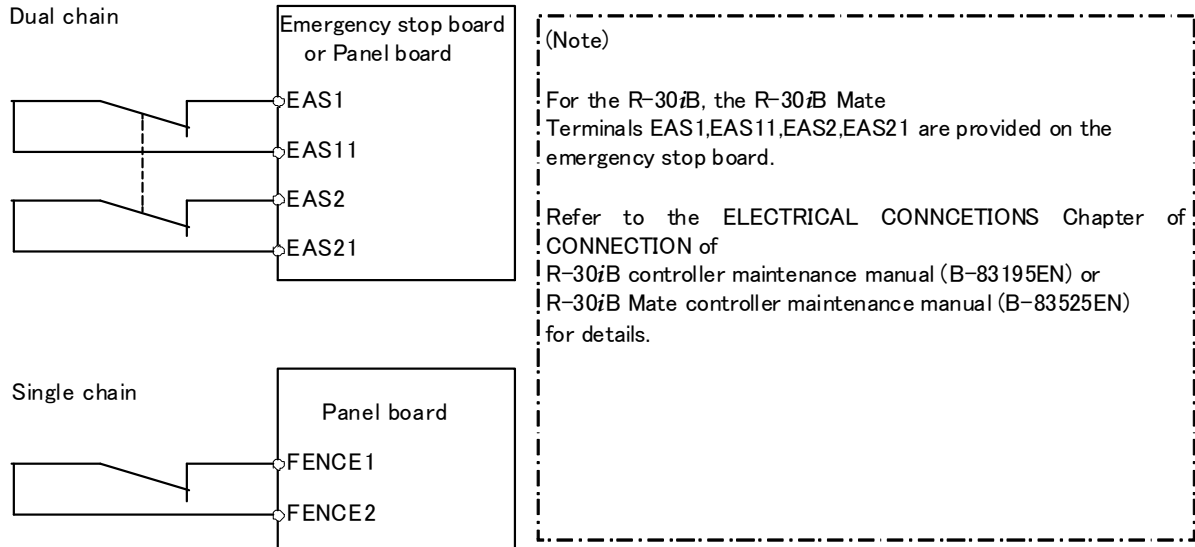 Dual chain
Emergency stop board
or Panel board
EAS1
EAS11
EAS2
EAS21
Single chain
Panel board
FENCE1
FENCE2
(Note)
For the R-30iB, the R-30iB Mate
Terminals EAS1,EAS11,EAS2,EAS21 are provided on the
emergency stop board.
Refer to the ELECTRICAL CONNCETIONS Chapter of
CONNECTION of
R-30iB controller maintenance manual (B-83195EN) or
R-30iB Mate controller maintenance manual (B-83525EN)
for details.